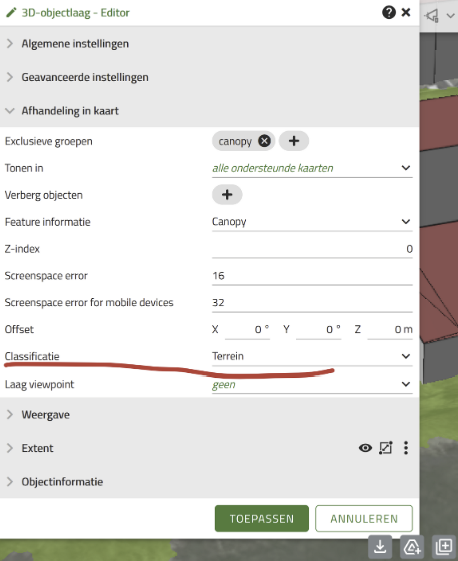 3D-objectlaag - Editor
Algemene instellingen
Geavanceerde instellingen
Afhandeling in kaart
Exclusieve groepen canopy
Tonen in alle ondersteunde kaarten
Verberg objecten
Feature informatie Canopy
Z-index 0
Screenspace error 16
Screenspace error for mobile devices 32
Offset X 0 ° Y 0 ° Z 0 m
Classificatie Terrein
Laag viewpoint geen
Weergave
Extent
Objectinformatie
TOEPASSEN ANNULEREN